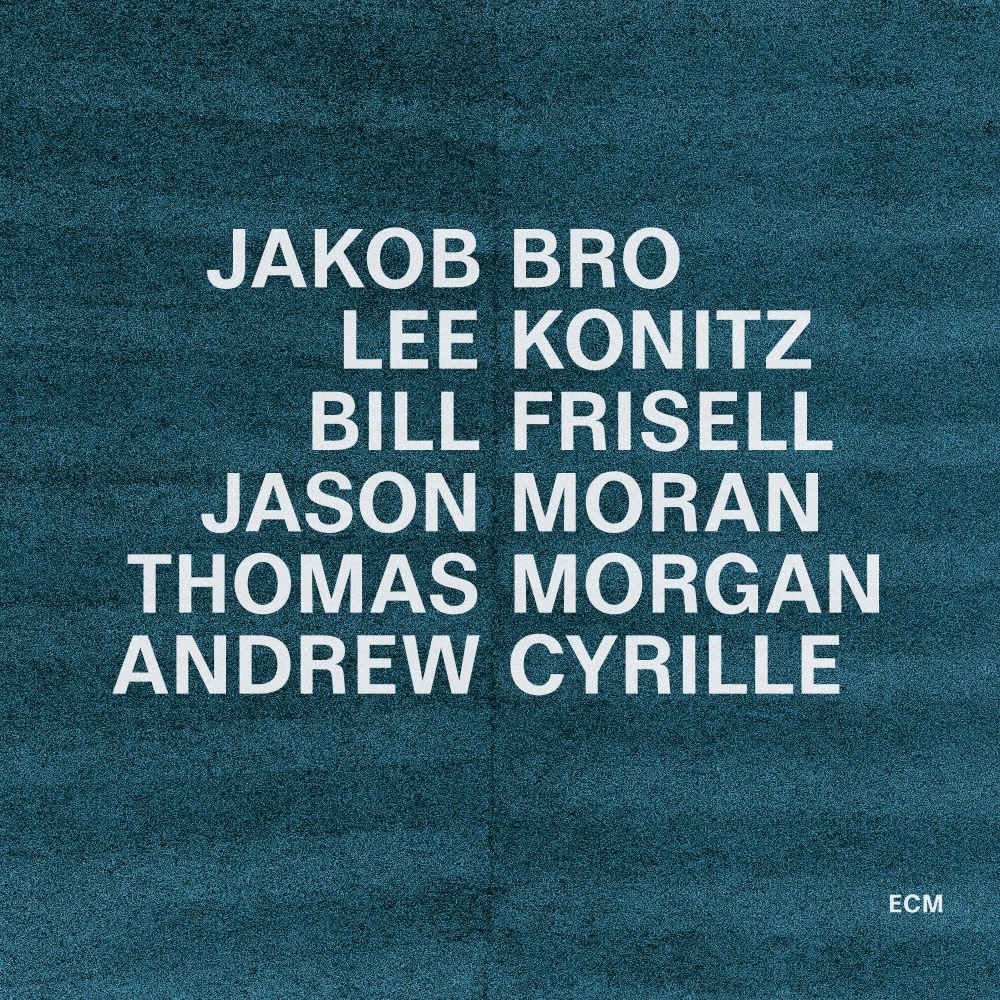 JAKOB BRO
LEE KONITZ
BILL FRISELL
JASON MORAN
THOMAS MORGAN
ANDREW CYRILLE
ECM